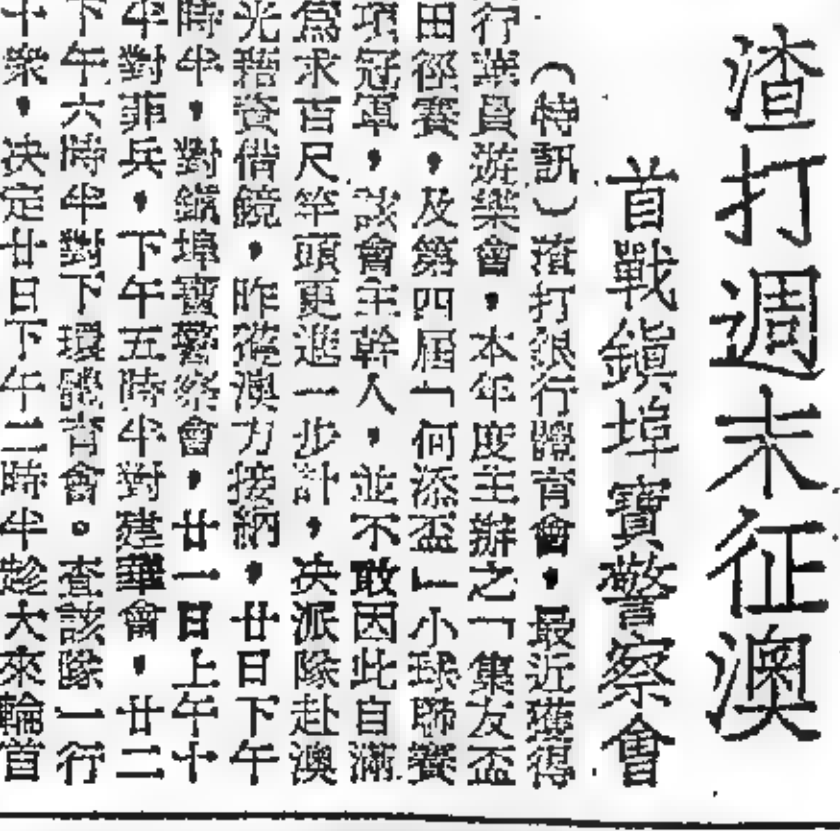 渣打週末征澳
首戰鎭埠寶警察會
（特訊）渣打銀行體育會，最近獲得
行業員遊樂會，本年度主辦之「集友盃
田徑賽，及第四屆「何添盃」小球聯賽
項冠軍，該會主幹人，並不敢因此自滿
爲求百尺竿頭更進一步計，决派隊赴澳
光藉資借鏡，昨從澳方接納，廿日下午
時半，對鎭埠寶警察會，廿一日上午十
半對菲兵，下午五時半對建華會，廿二
下午六時半對下環體育會。查該隊一行
十衆，决定廿日下午二時半趁大來輪首